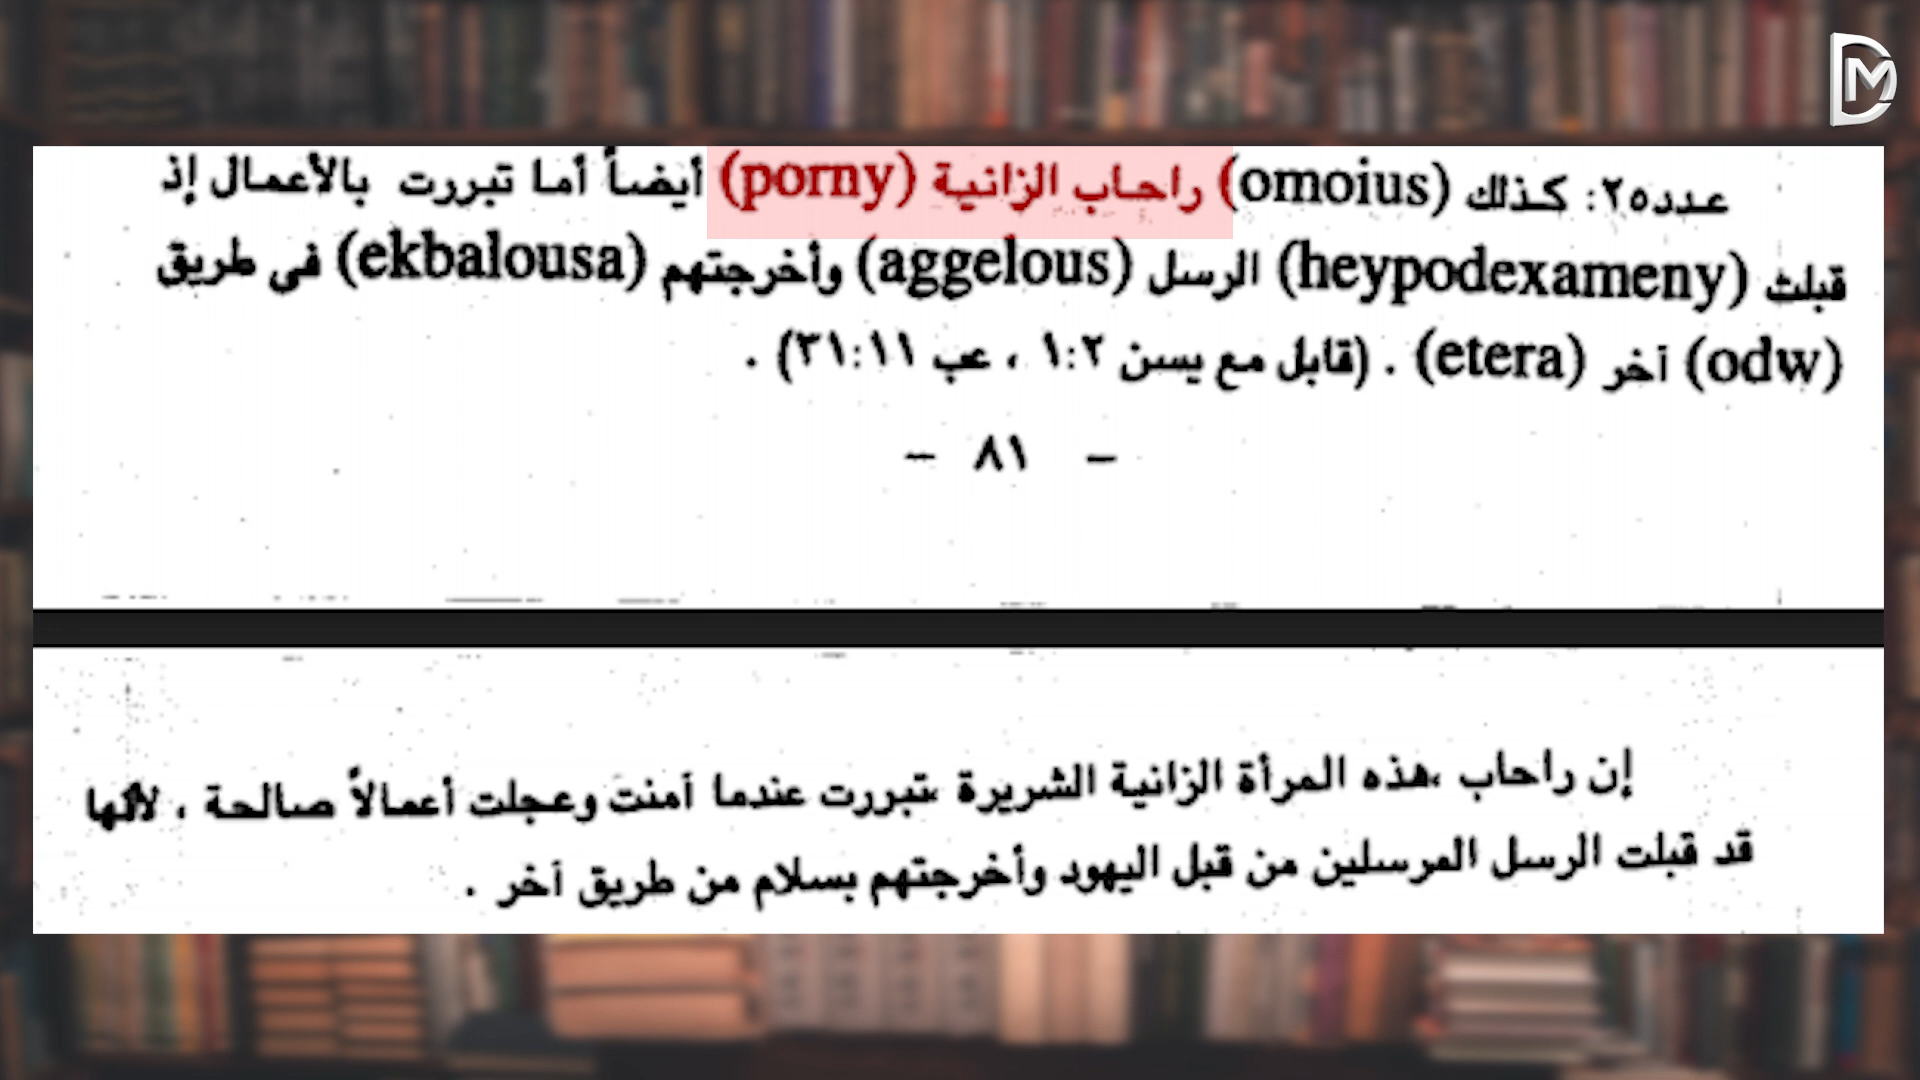 DM
عدد٢٥: كذلك (omoius) راحاب الزانية (porny) أيضاً أما تبررت بالأعمال إذ
قبلت (heypodexameny) الرسل (aggelous) وأخرجتهم (ekbalousa) فى طريق
(odw) آخر (etera) . (قابل مع يسن ١:٢ ، عب ٣١:١١) .
– ٨١ –
إن راحاب ،هذه المرأة الزانية الشريرة ،تبررت عندما آمنت وعجلت أعمالاً صالحة ، لأنها
قد قبلت الرسل المرسلين من قبل اليهود وأخرجتهم بسلام من طريق آخر .